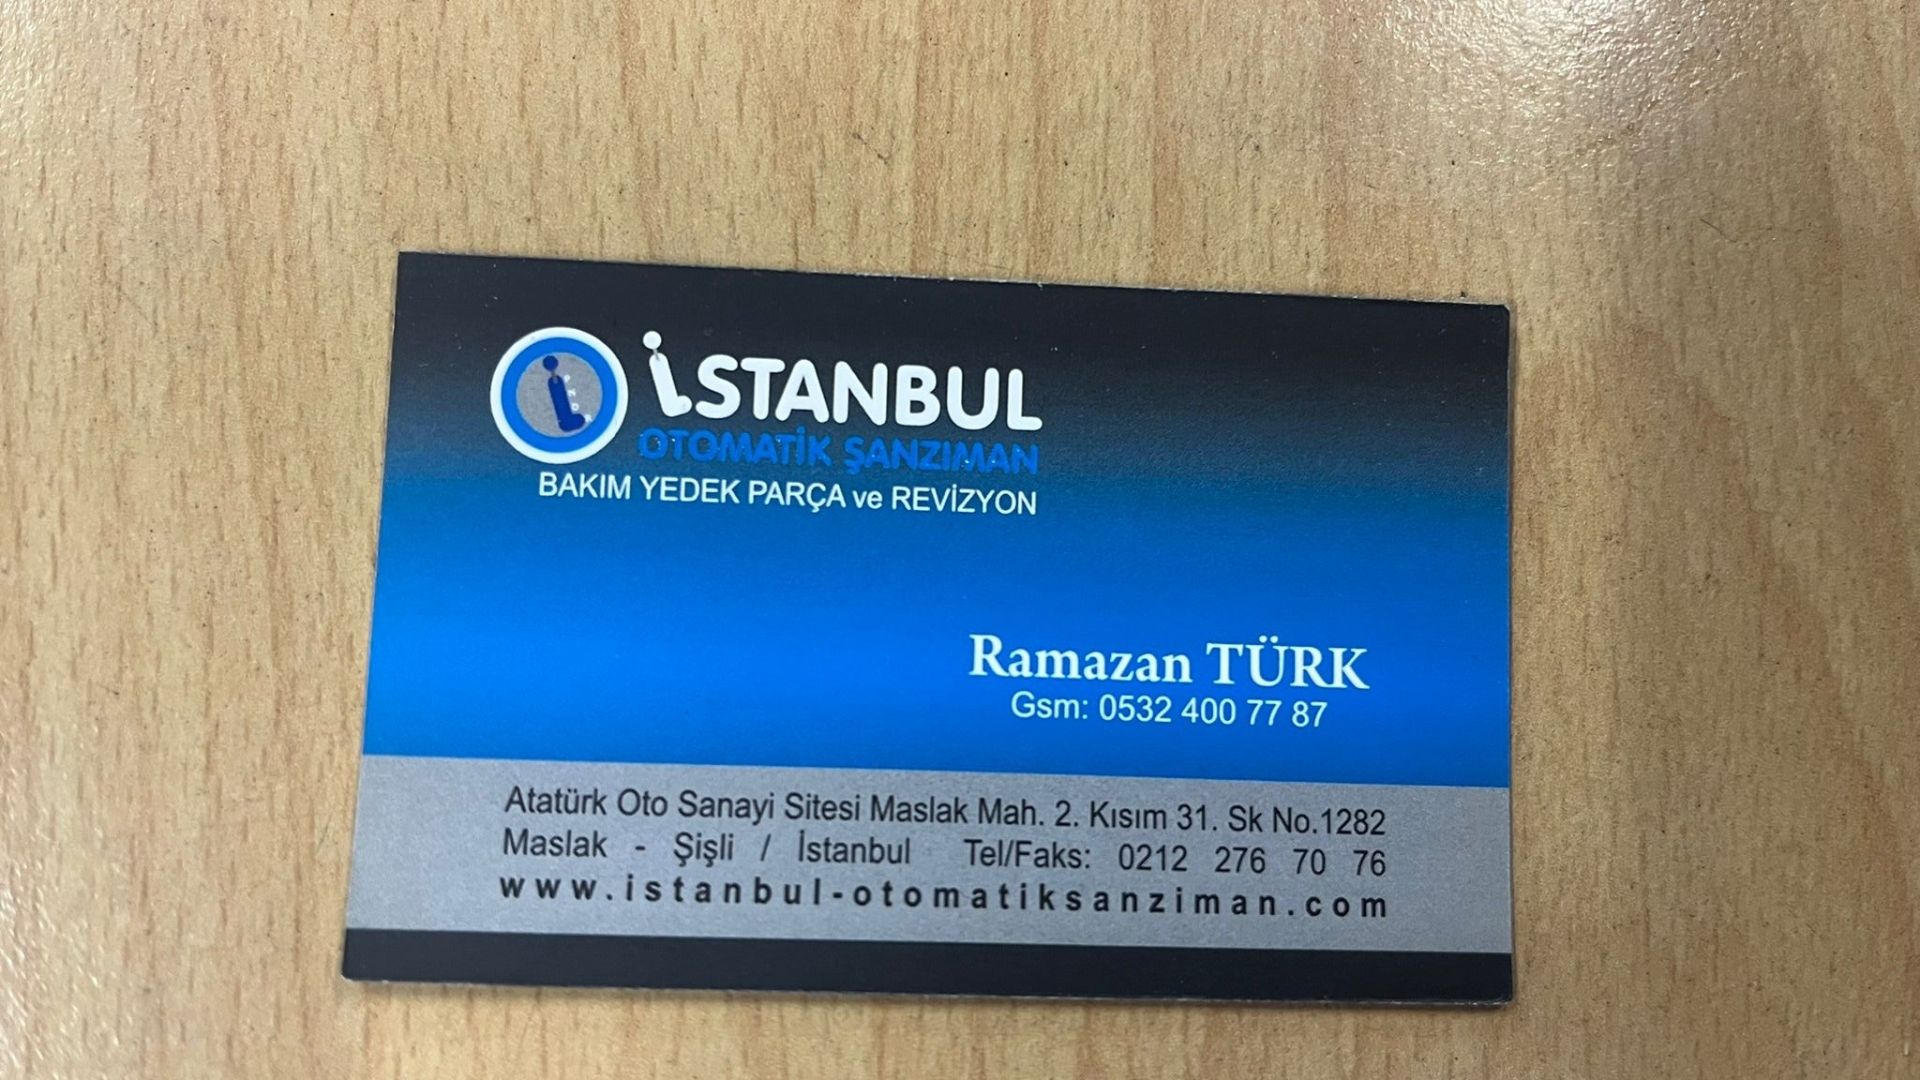 İSTANBUL
OTOMATİK ŞANZIMAN
BAKIM YEDEK PARÇA ve REVİZYON
Ramazan TÜRK
Gsm: 0532 400 77 87
Atatürk Oto Sanayi Sitesi Maslak Mah. 2. Kısım 31. Sk No.1282
Maslak - Şişli / İstanbul Tel/Faks: 0212 276 70 76
www.istanbul-otomatiksanziman.com